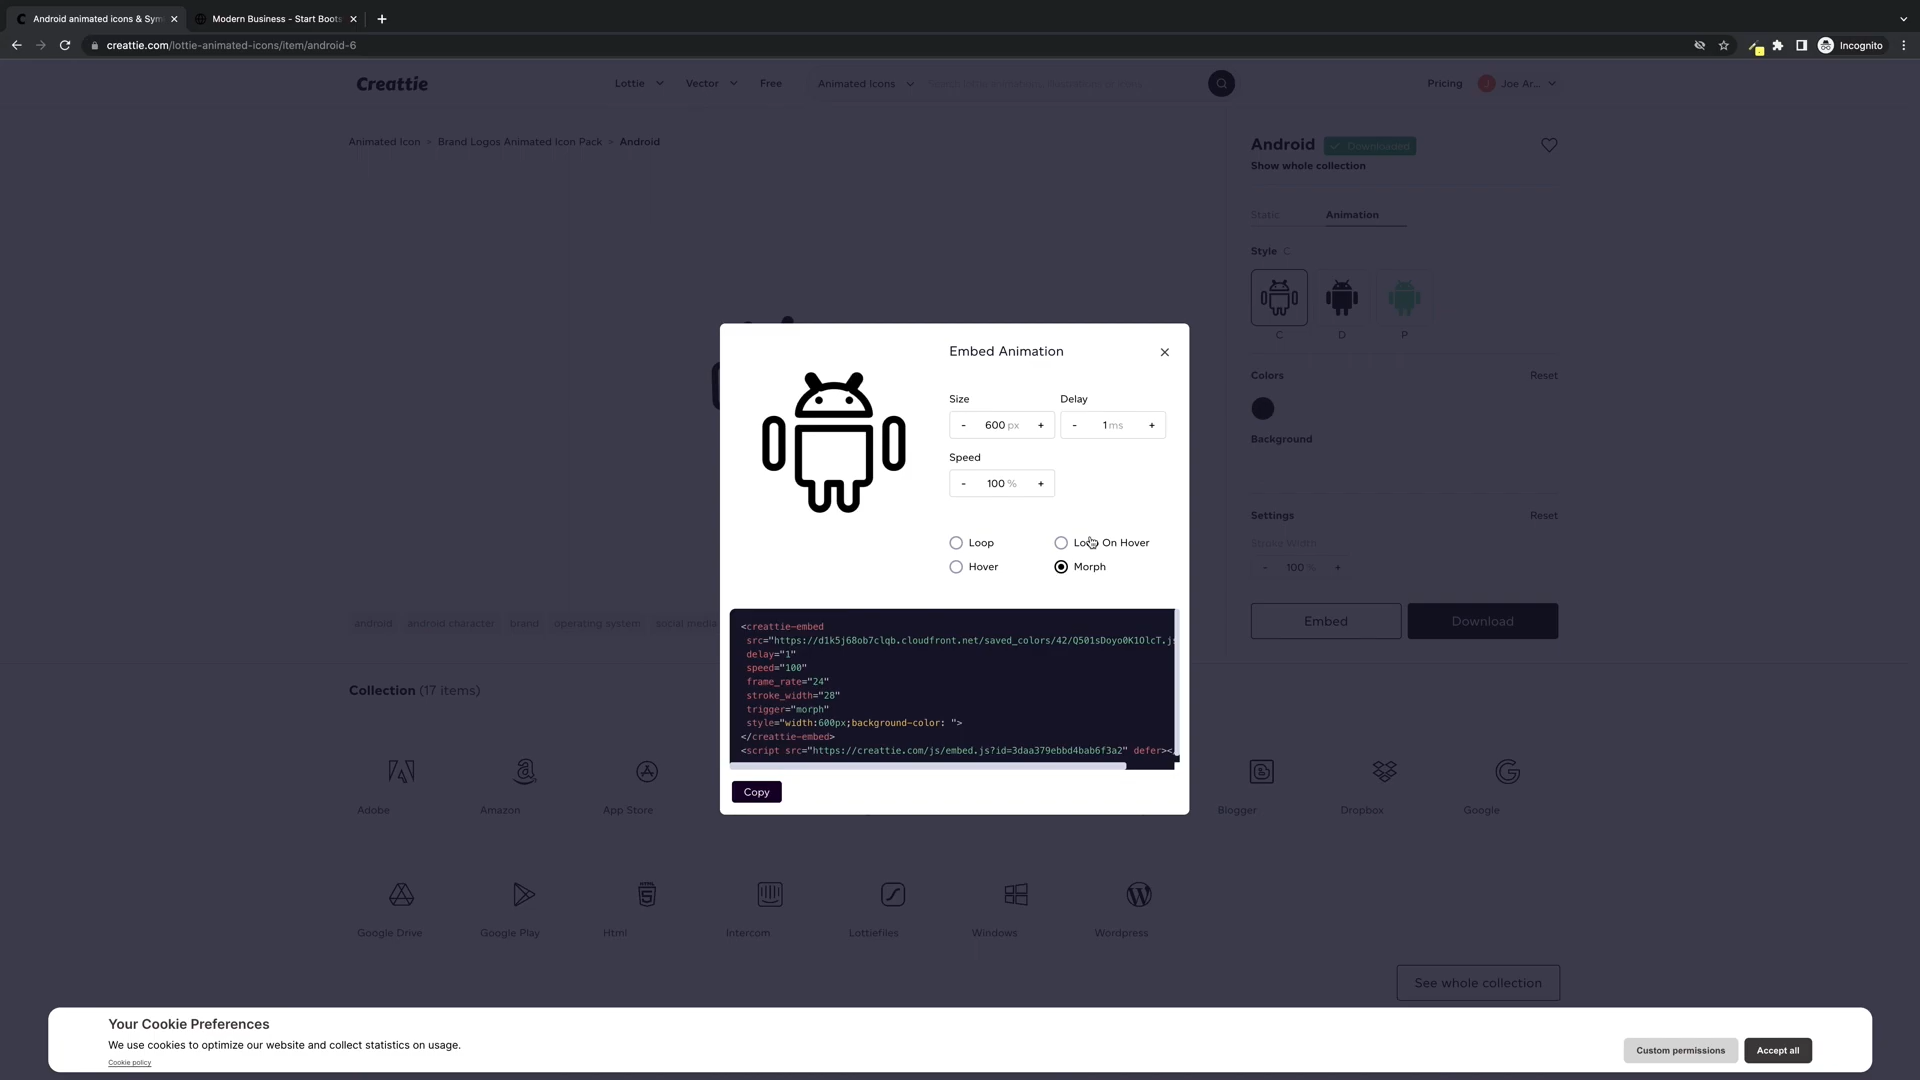 Android animated icons & Sym
Modern Business - Start Boots
creattie.com/lottie-animated-icons/item/android-6
Incognito
Creattie
Lottie
Vector
Free
Animated Icons
Pricing
J
Joe Ar...
Animated Icon > Brand Logos Animated Icon Pack > Android
Android
Downloaded
Show whole collection
Static
Animation
Style C
C
D
P
Colors
Reset
Background
Settings
Reset
Stroke Width
- 100 % +
Embed
Download
Embed Animation
Size
Delay
- 600 px +
- 1 ms +
Speed
- 100 % +
Loop
On Hover
Hover
Morph
<creattie-embed
src="https://d1k5j68ob7clqb.cloudfront.net/saved_colors/42/Q501sDoyo0K1OlcT.js
delay="1"
speed="100"
frame_rate="24"
stroke_width="28"
trigger="morph"
style="width:600px;background-color: ">
</creattie-embed>
<script src="https://creattie.com/js/embed.js?id=3daa379ebbd4bab6f3a2" defer><
Copy
android
android character
brand
operating system
social media
Collection (17 items)
Adobe
Amazon
App Store
Blogger
Dropbox
Google
Google Drive
Google Play
Html
Intercom
Lottiefiles
Windows
Wordpress
See whole collection
Your Cookie Preferences
We use cookies to optimize our website and collect statistics on usage.
Cookie policy
Custom permissions
Accept all